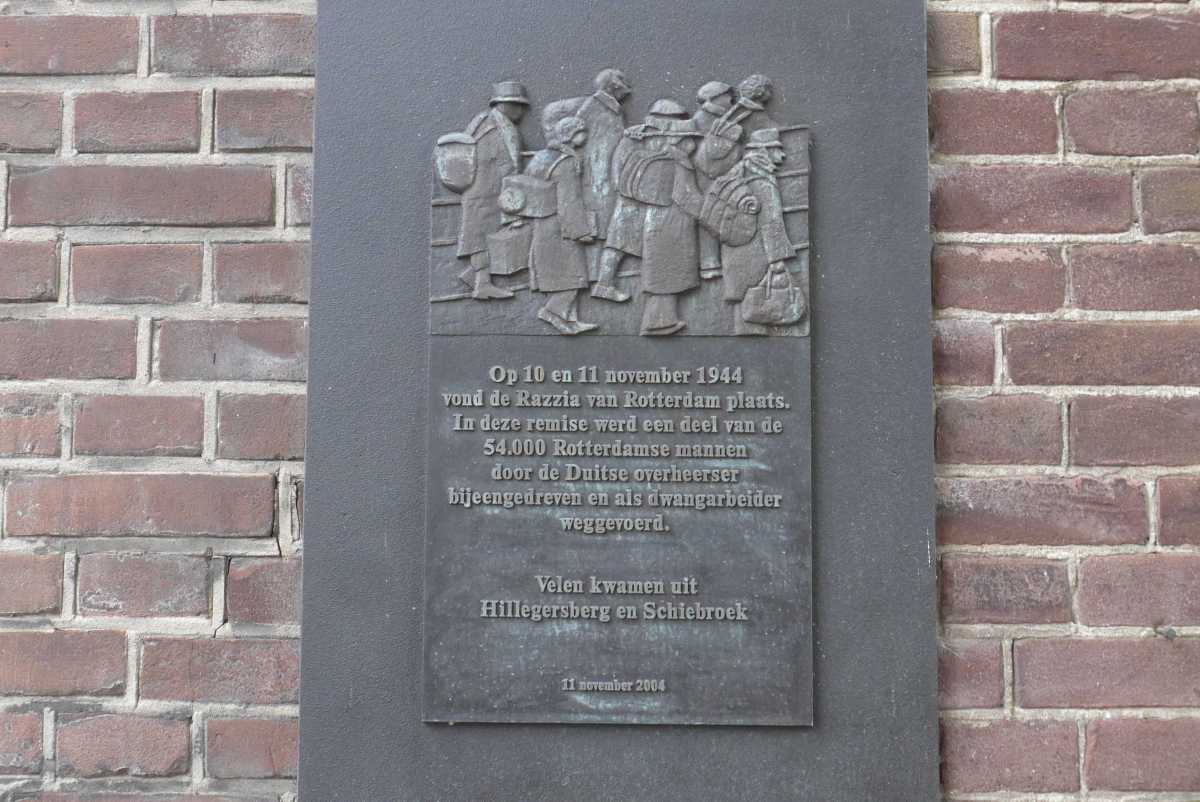 Op 10 en 11 november 1944
vond de Razzia van Rotterdam plaats.
In deze remise werd een deel van de
54.000 Rotterdamse mannen
door de Duitse overheerser
bijeengedreven en als dwangarbeider
weggevoerd.
Velen kwamen uit
Hillegersberg en Schiebroek
11 november 2004